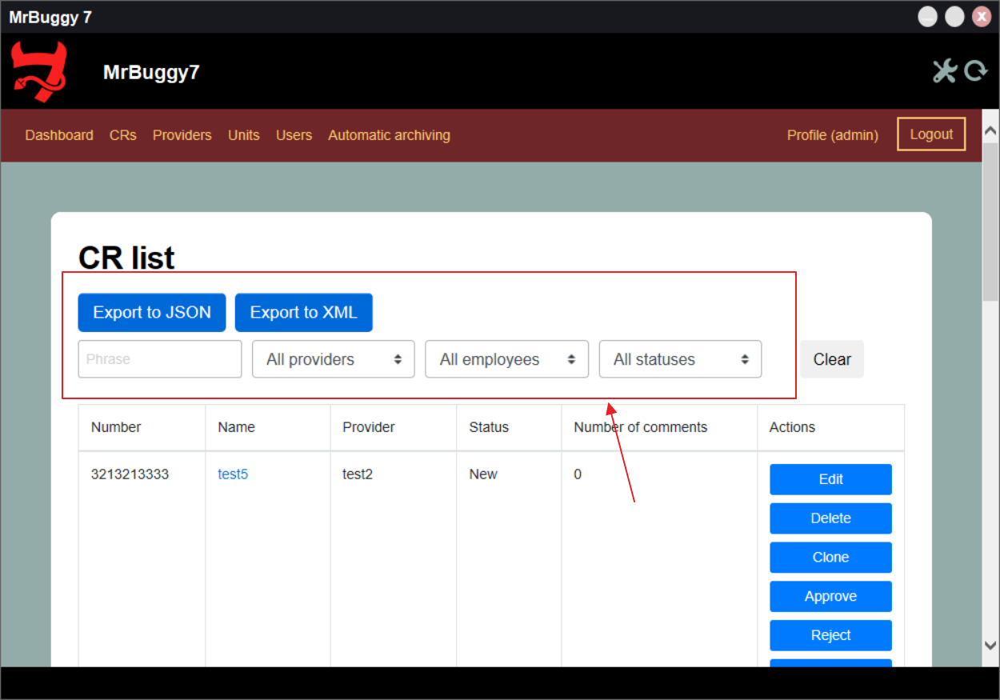 MrBuggy 7
MrBuggy7
Dashboard CRs Providers Units Users Automatic archiving Profile (admin) Logout
CR list
Export to JSON Export to XML
Phrase All providers All employees All statuses Clear
Number Name Provider Status Number of comments Actions
3213213333 test5 test2 New 0 Edit
Delete
Clone
Approve
Reject